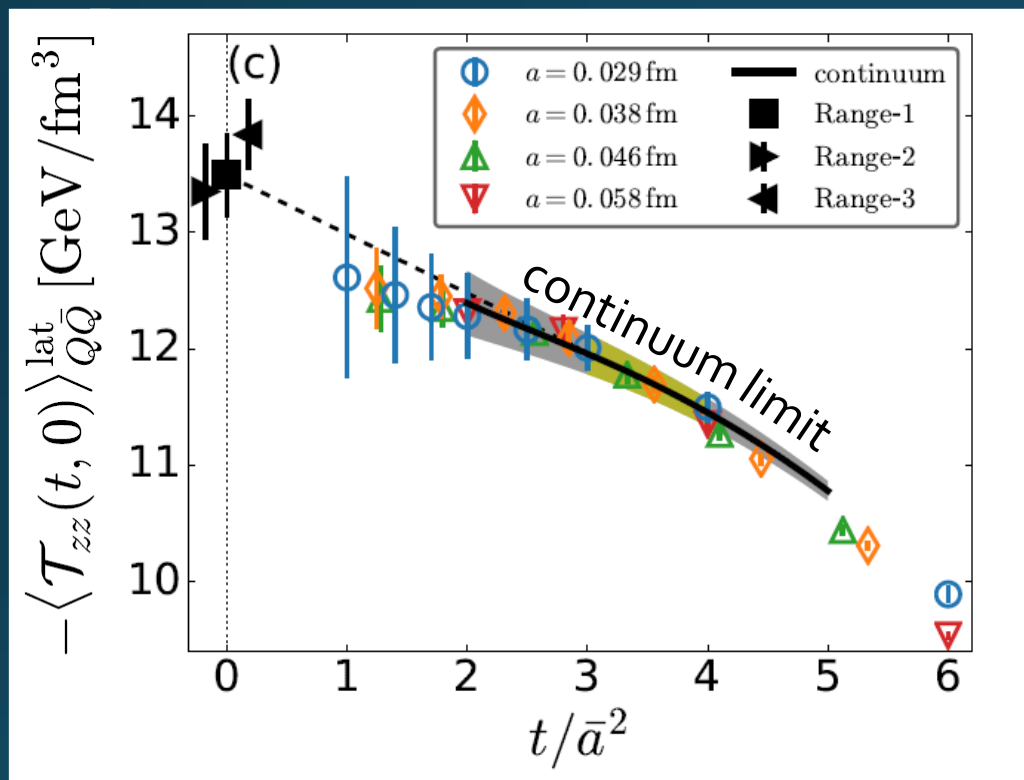 (c)
a = 0.029 fm
a = 0.038 fm
a = 0.046 fm
a = 0.058 fm
continuum
Range-1
Range-2
Range-3
continuum limit
−⟨𝒯zz(t, 0)⟩^lat_QQ̄ [GeV/fm³]
14
13
12
11
10
0 1 2 3 4 5 6
t/ā²